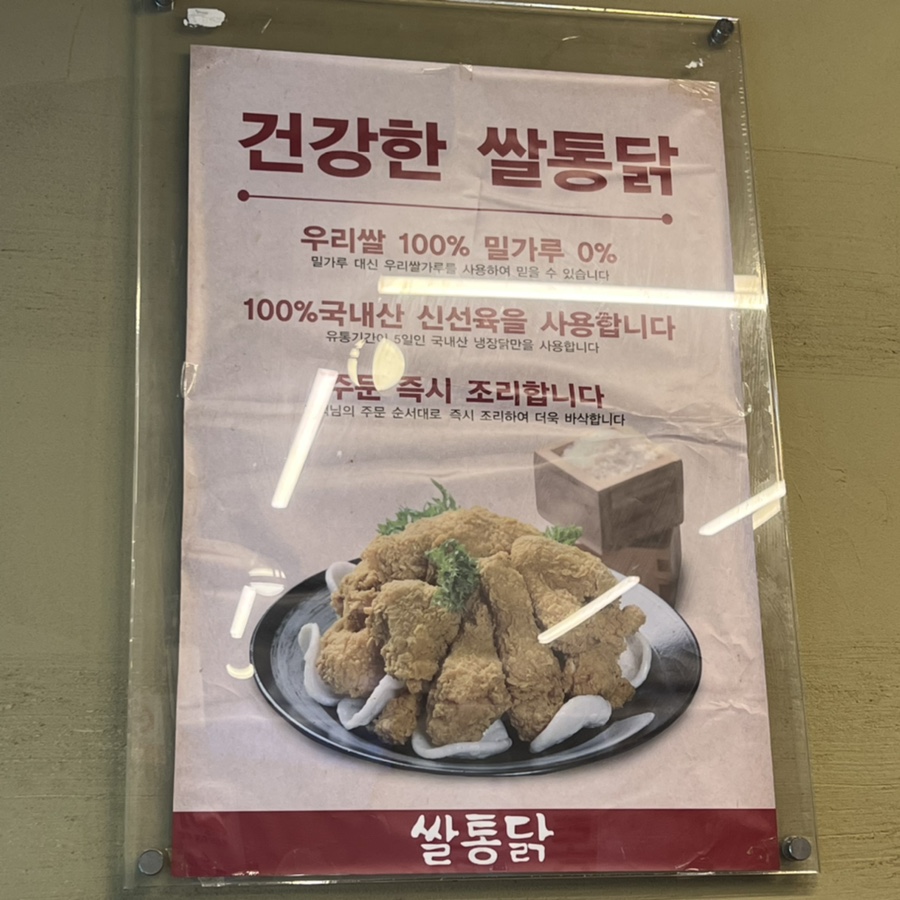 건강한 쌀통닭
우리쌀 100% 밀가루 0%
밀가루 대신 우리쌀가루를 사용하여 믿을 수 있습니다
100%국내산 신선육을 사용합니다
유통기간이 5일인 국내산 냉장닭만을 사용합니다
주문 즉시 조리합니다
주문 순서대로 즉시 조리하여 더욱 바삭합니다
쌀통닭